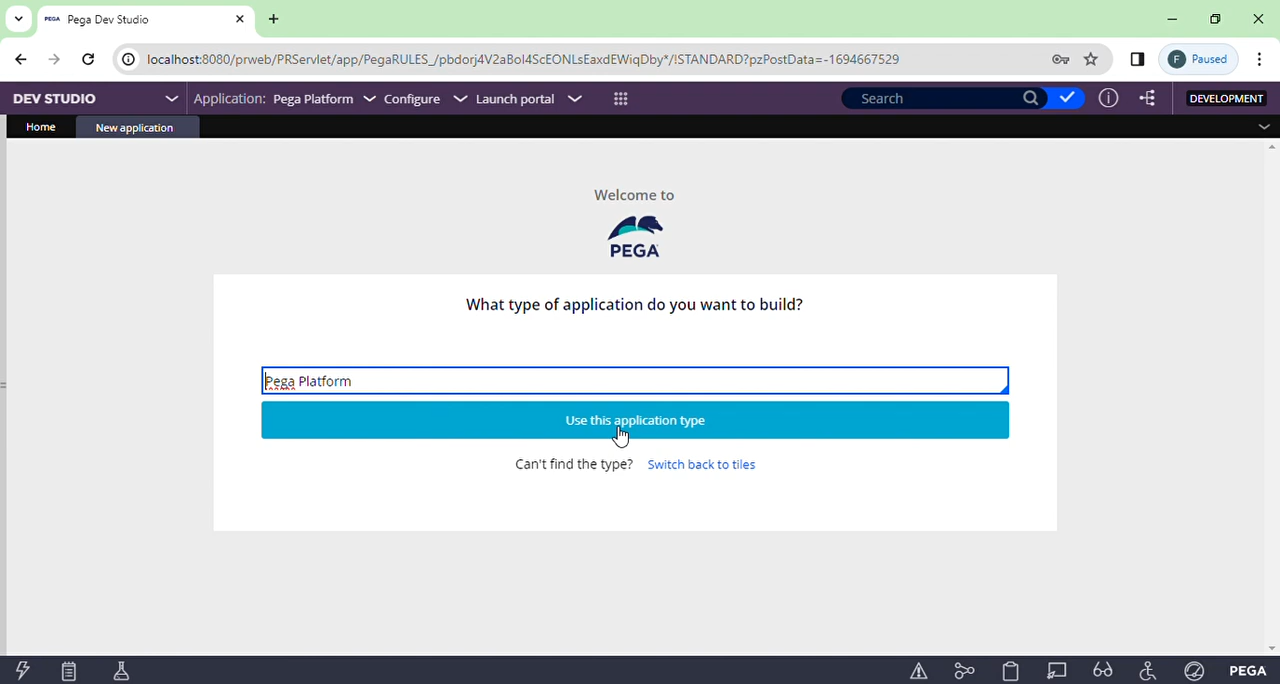 PEGA Pega Dev Studio
localhost:8080/prweb/PRServlet/app/PegaRULES_/pbdorj4V2aBol4ScEONLsEaxdEWiqDby*/!STANDARD?pzPostData=-1694667529
F Paused
DEV STUDIO Application: Pega Platform Configure Launch portal Search DEVELOPMENT
Home New application
Welcome to
PEGA
What type of application do you want to build?
Pega Platform
Use this application type
Can't find the type? Switch back to tiles
PEGA